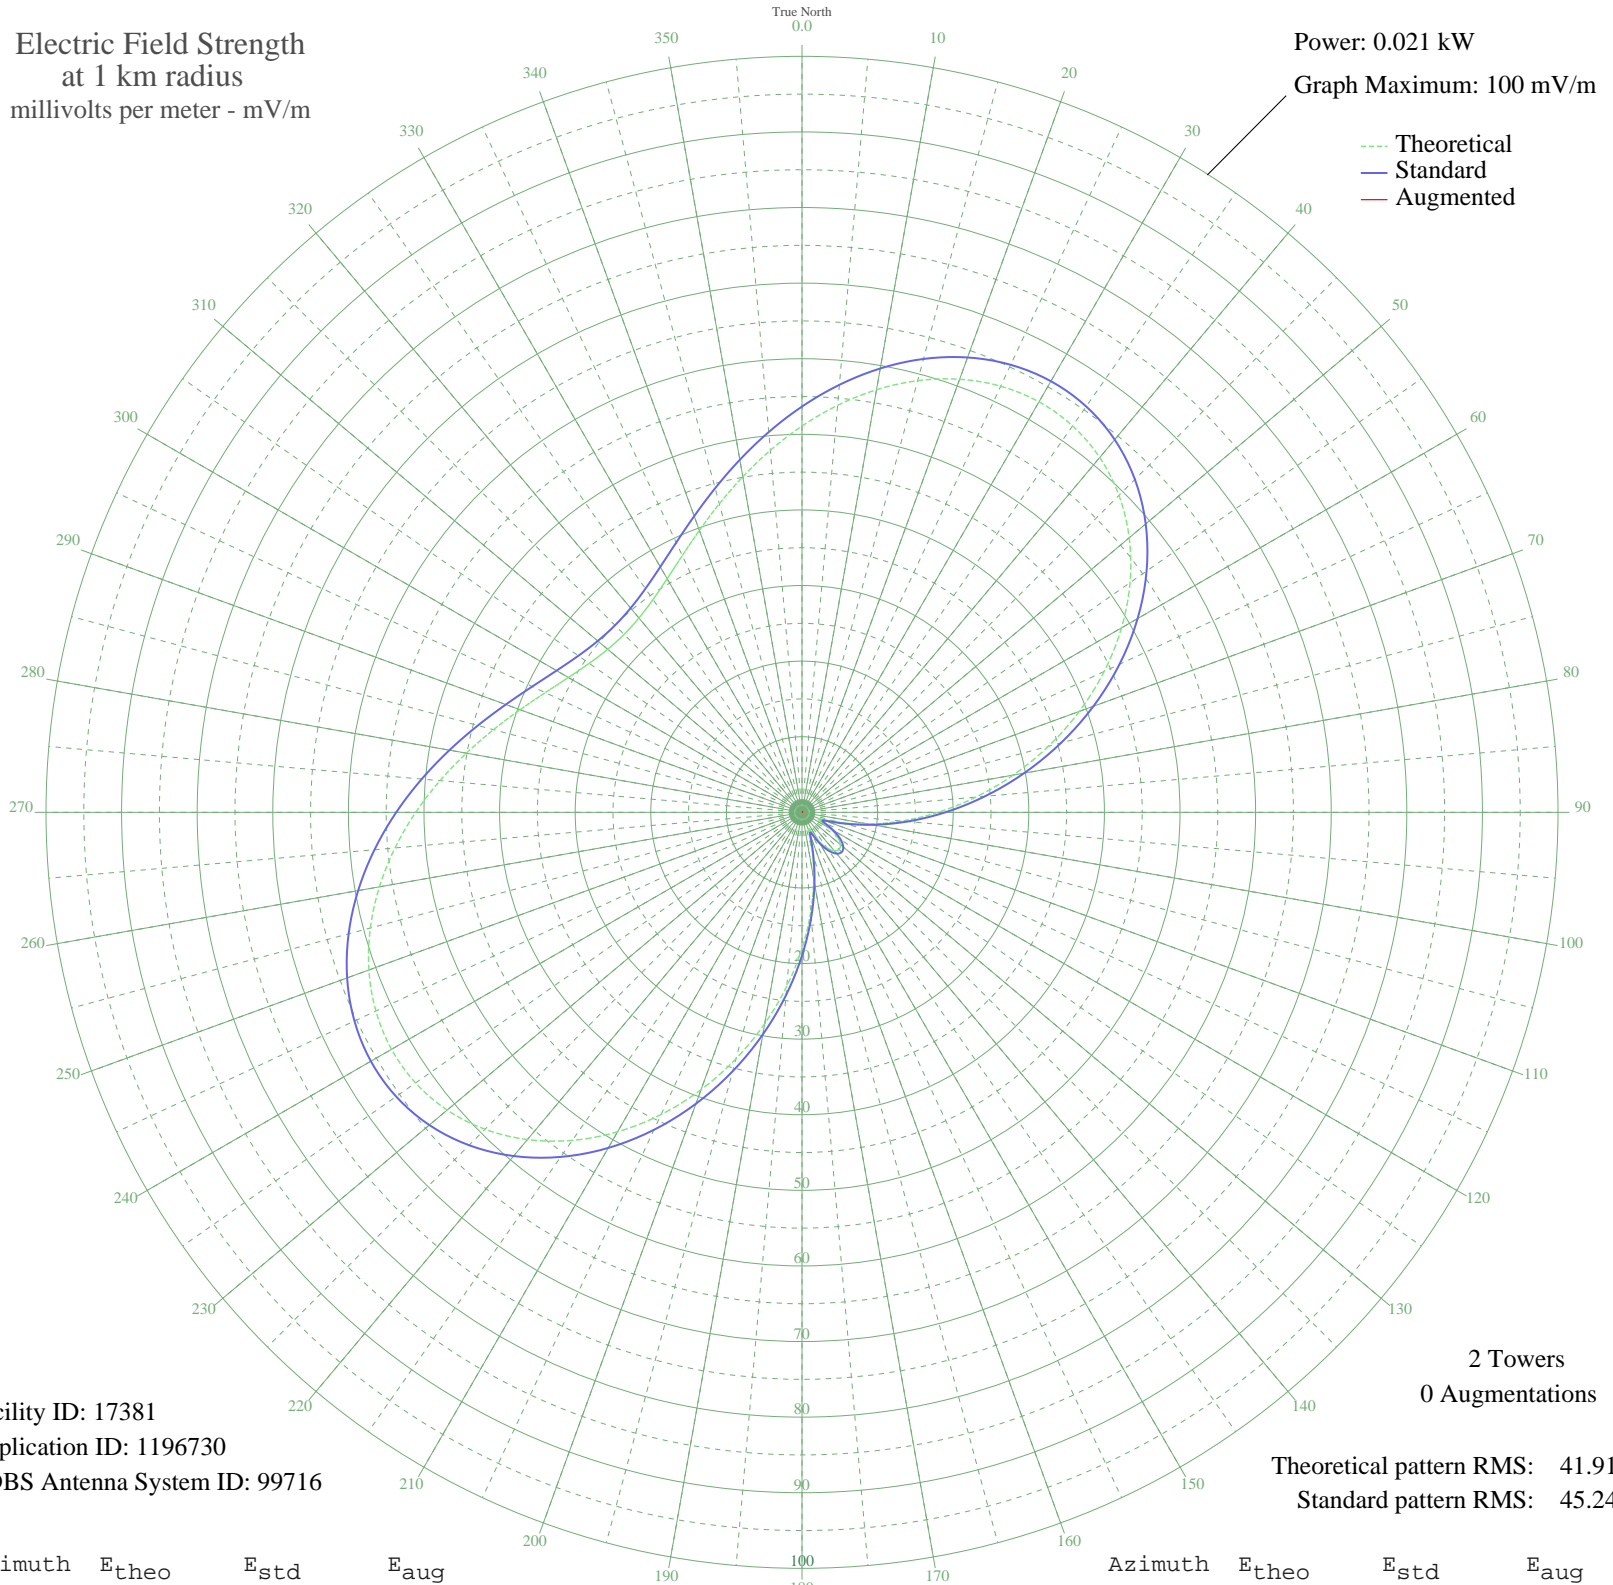 True North
0.0
Electric Field Strength
at 1 km radius
millivolts per meter - mV/m
Power: 0.021 kW
Graph Maximum: 100 mV/m
Theoretical
Standard
Augmented
10
20
30
40
50
60
70
80
90
100
110
120
130
140
150
160
170
190
200
210
220
230
240
250
260
270
280
290
300
310
320
330
340
350
20
30
40
50
60
70
80
90
100
2 Towers
0 Augmentations
cility ID: 17381
plication ID: 1196730
DBS Antenna System ID: 99716
Theoretical pattern RMS: 41.91
Standard pattern RMS: 45.24
imuth Etheo Estd Eaug
Azimuth Etheo Estd Eaug